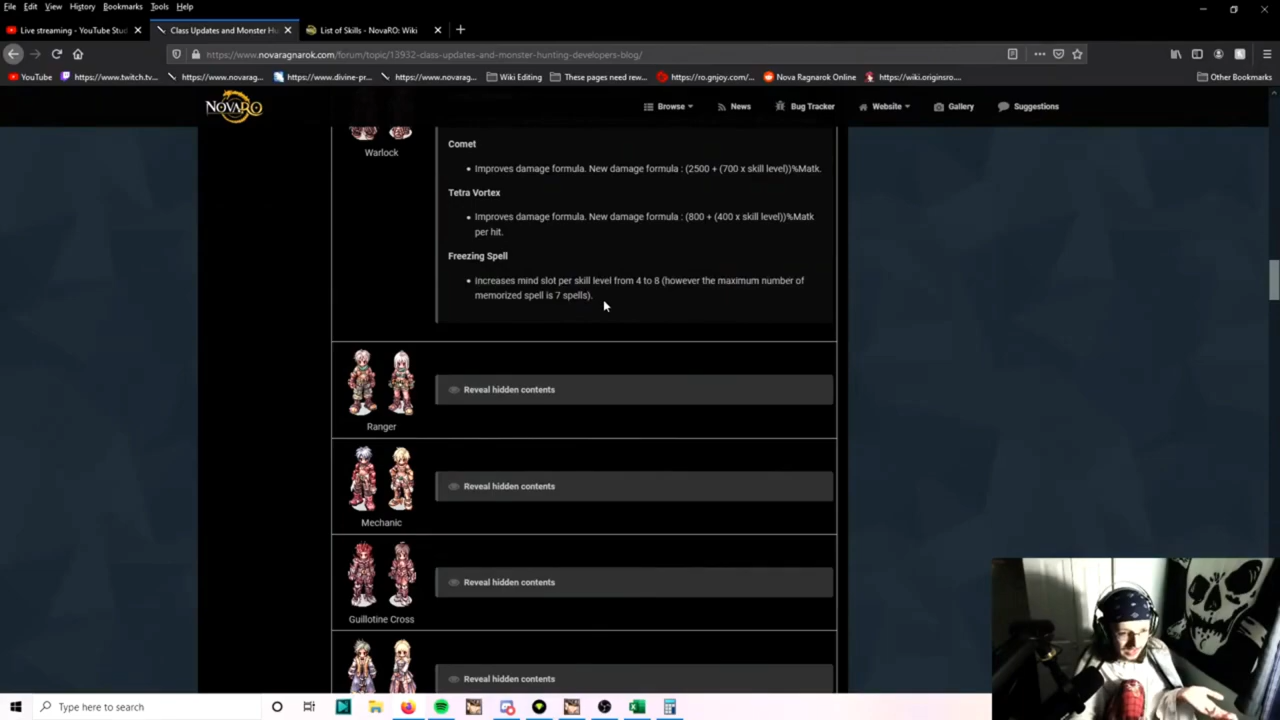 File Edit View History Bookmarks Tools Help
Live streaming - YouTube Stud
Class Updates and Monster Hu
List of Skills - NovaRO: Wiki
https://www.novaragnarok.com/forum/topic/13932-class-updates-and-monster-hunting-developers-blog/
YouTube https://www.twitch.tv... https://www.novarag... https://www.divine-pr... https://www.novarag... Wiki Editing These pages need rew... https://ro.gnjoy.com/... Nova Ragnarok Online https://wiki.originsro.... Other Bookmarks
NOVARO Browse News Bug Tracker Website Gallery Suggestions
Warlock
Comet
Improves damage formula. New damage formula : (2500 + (700 x skill level))%Matk.
Tetra Vortex
Improves damage formula. New damage formula : (800 + (400 x skill level))%Matk
per hit.
Freezing Spell
Increases mind slot per skill level from 4 to 8 (however the maximum number of
memorized spell is 7 spells).
Reveal hidden contents
Ranger
Reveal hidden contents
Mechanic
Reveal hidden contents
Guillotine Cross
Reveal hidden contents
Type here to search